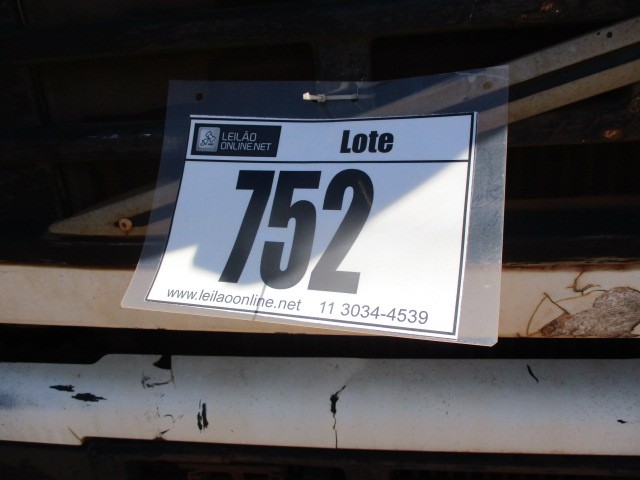 LEILÃO
ONLINE.NET
Lote
752
www.leilaoonline.net 11 3034-4539